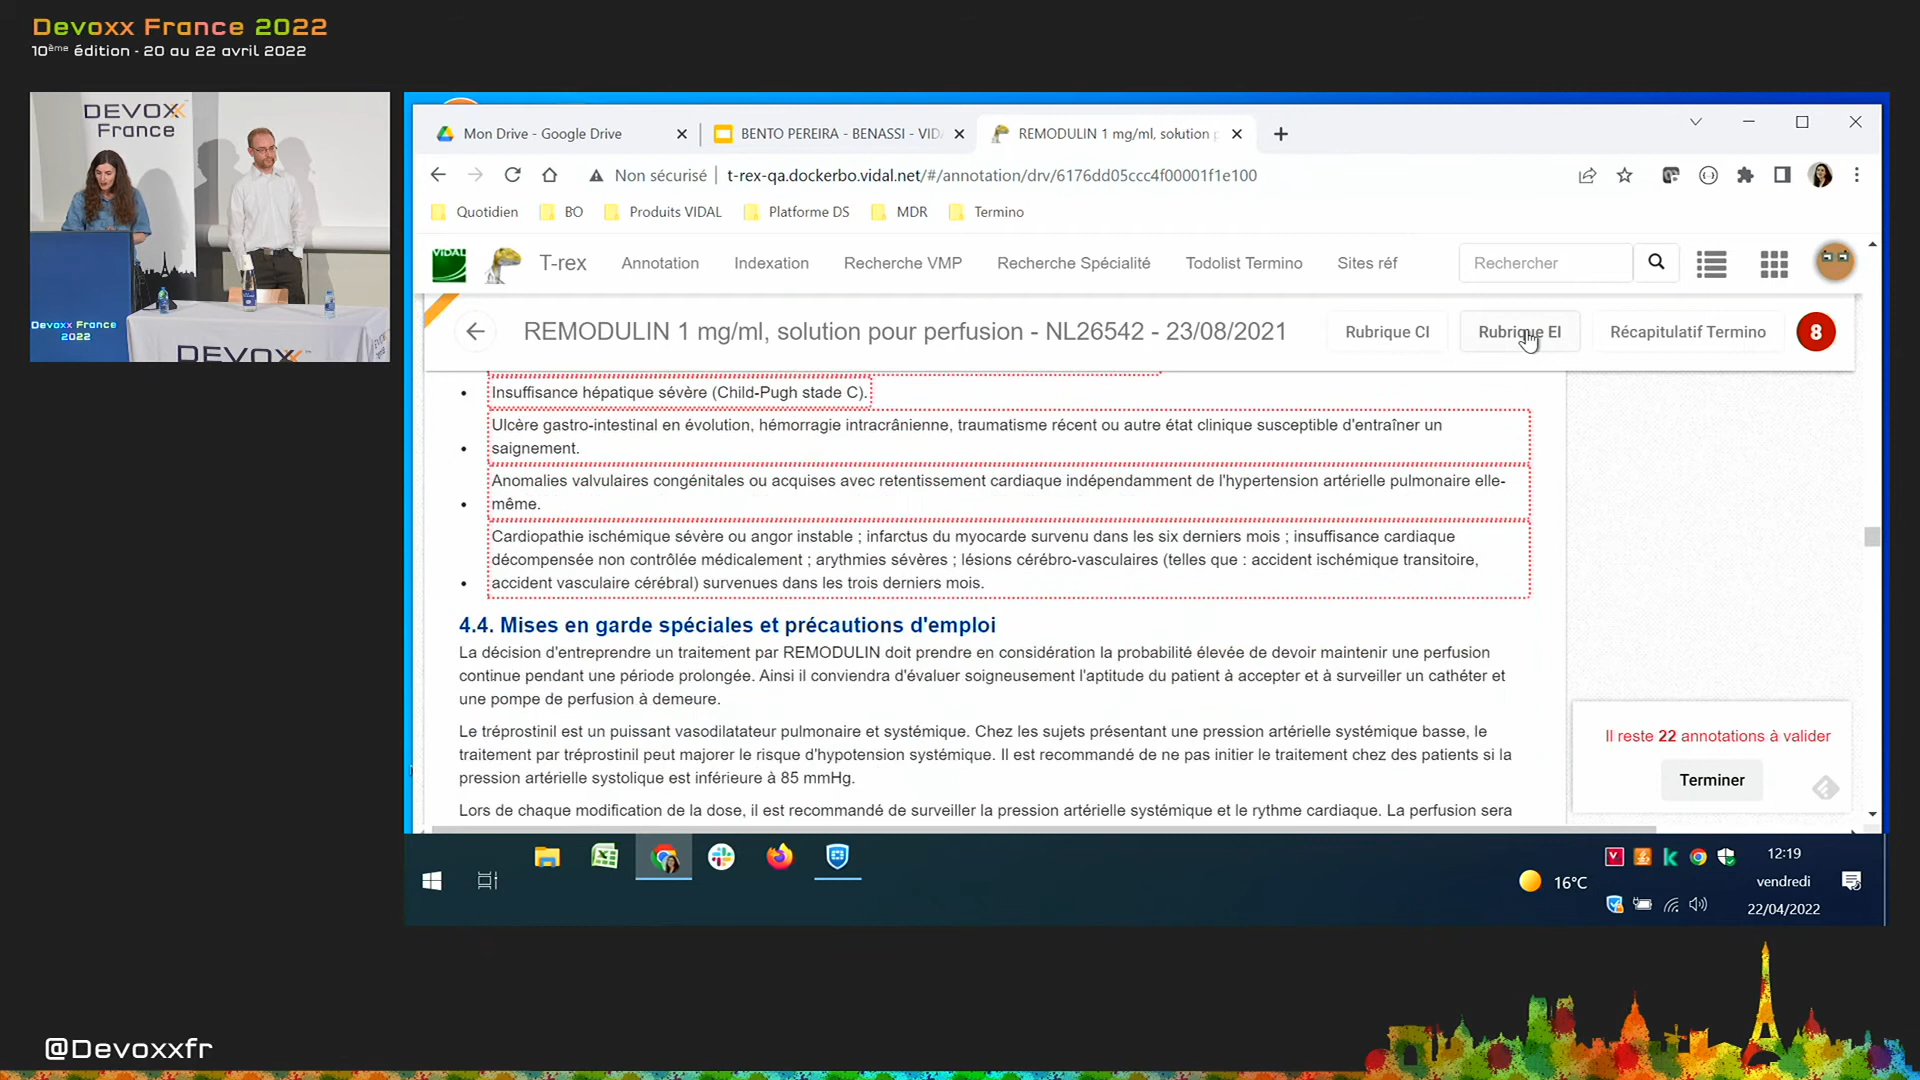 Devoxx France 2022
10ème édition - 20 au 22 avril 2022
DEVOXX
France
Devoxx France
2022
DEVOXX
Mon Drive - Google Drive
BENTO PEREIRA - BENASSI - VID
REMODULIN 1 mg/ml, solution p
Non sécurisé
t-rex-qa.dockerbo.vidal.net/#/annotation/drv/6176dd05ccc4f00001f1e100
Quotidien
BO
Produits VIDAL
Platforme DS
MDR
Termino
VIDAL
T-rex
Annotation
Indexation
Recherche VMP
Recherche Spécialité
Todolist Termino
Sites réf
Rechercher
REMODULIN 1 mg/ml, solution pour perfusion - NL26542 - 23/08/2021
Rubrique CI
Rubrique EI
Récapitulatif Termino
8
• Insuffisance hépatique sévère (Child-Pugh stade C).
Ulcère gastro-intestinal en évolution, hémorragie intracrânienne, traumatisme récent ou autre état clinique susceptible d'entraîner un
• saignement.
Anomalies valvulaires congénitales ou acquises avec retentissement cardiaque indépendamment de l'hypertension artérielle pulmonaire elle-
• même.
Cardiopathie ischémique sévère ou angor instable ; infarctus du myocarde survenu dans les six derniers mois ; insuffisance cardiaque
décompensée non contrôlée médicalement ; arythmies sévères ; lésions cérébro-vasculaires (telles que : accident ischémique transitoire,
• accident vasculaire cérébral) survenues dans les trois derniers mois.
4.4. Mises en garde spéciales et précautions d'emploi
La décision d'entreprendre un traitement par REMODULIN doit prendre en considération la probabilité élevée de devoir maintenir une perfusion
continue pendant une période prolongée. Ainsi il conviendra d'évaluer soigneusement l'aptitude du patient à accepter et à surveiller un cathéter et
une pompe de perfusion à demeure.
Le tréprostinil est un puissant vasodilatateur pulmonaire et systémique. Chez les sujets présentant une pression artérielle systémique basse, le
traitement par tréprostinil peut majorer le risque d'hypotension systémique. Il est recommandé de ne pas initier le traitement chez des patients si la
pression artérielle systolique est inférieure à 85 mmHg.
Lors de chaque modification de la dose, il est recommandé de surveiller la pression artérielle systémique et le rythme cardiaque. La perfusion sera
Il reste 22 annotations à valider
Terminer
16°C
12:19
vendredi
22/04/2022
@Devoxxfr